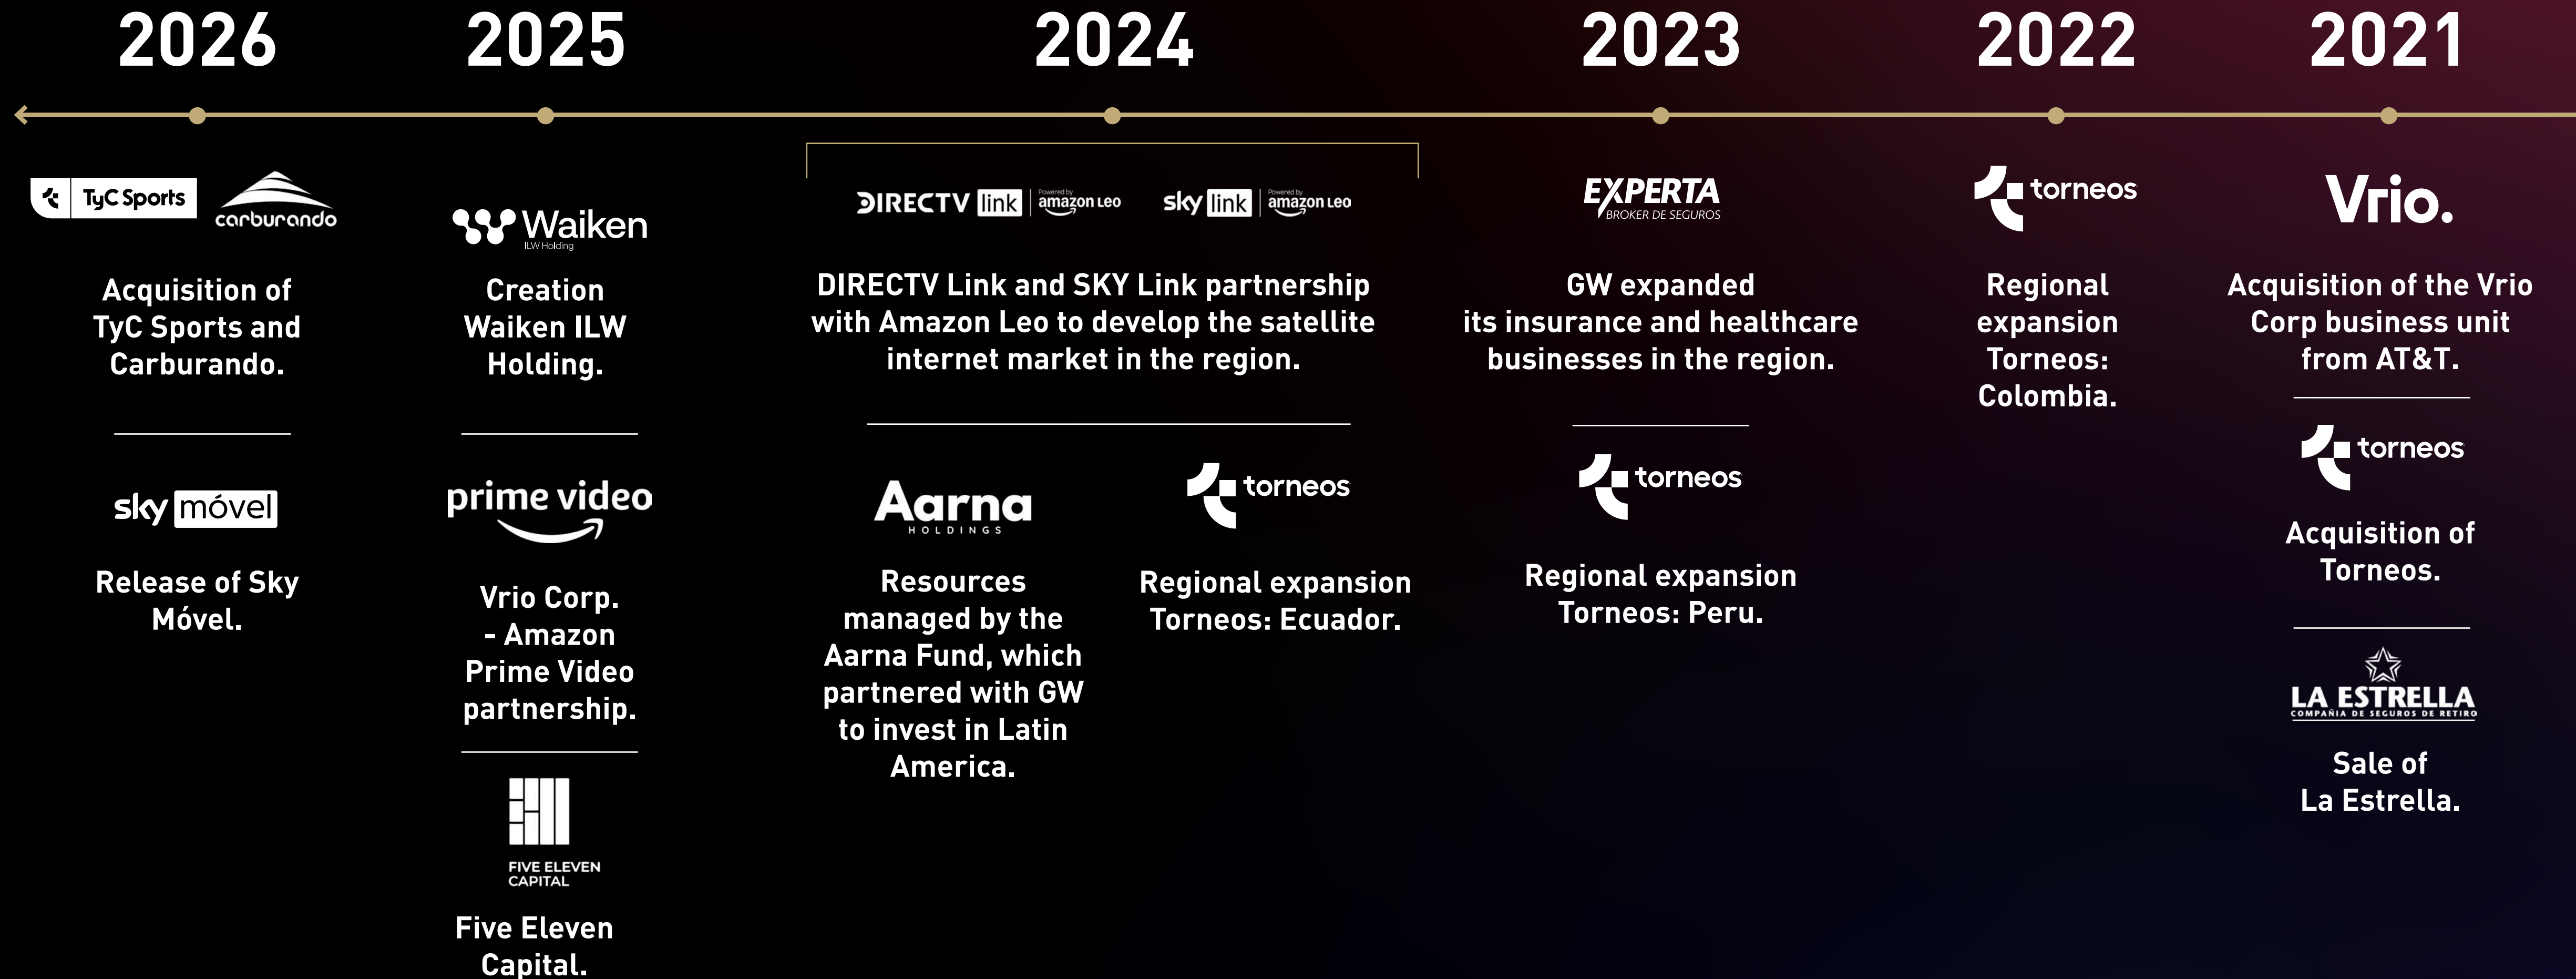 2026
2025
2024
2023
2022
2021
TyC Sports
carburando
Acquisition of
TyC Sports and
Carburando.
sky móvel
Release of Sky
Móvel.
Waiken
ILW Holding
Creation
Waiken ILW
Holding.
prime video
Vrio Corp.
- Amazon
Prime Video
partnership.
FIVE ELEVEN
CAPITAL
Five Eleven
Capital.
DIRECTV link
Powered by
amazon LEO
sky link
Powered by
amazon LEO
DIRECTV Link and SKY Link partnership
with Amazon Leo to develop the satellite
internet market in the region.
Aarna
HOLDINGS
Resources
managed by the
Aarna Fund, which
partnered with GW
to invest in Latin
America.
torneos
Regional expansion
Torneos: Ecuador.
EXPERTA
BROKER DE SEGUROS
GW expanded
its insurance and healthcare
businesses in the region.
torneos
Regional expansion
Torneos: Peru.
torneos
Regional
expansion
Torneos:
Colombia.
Vrio.
Acquisition of the Vrio
Corp business unit
from AT&T.
torneos
Acquisition of
Torneos.
LA ESTRELLA
COMPAÑIA DE SEGUROS DE RETIRO
Sale of
La Estrella.